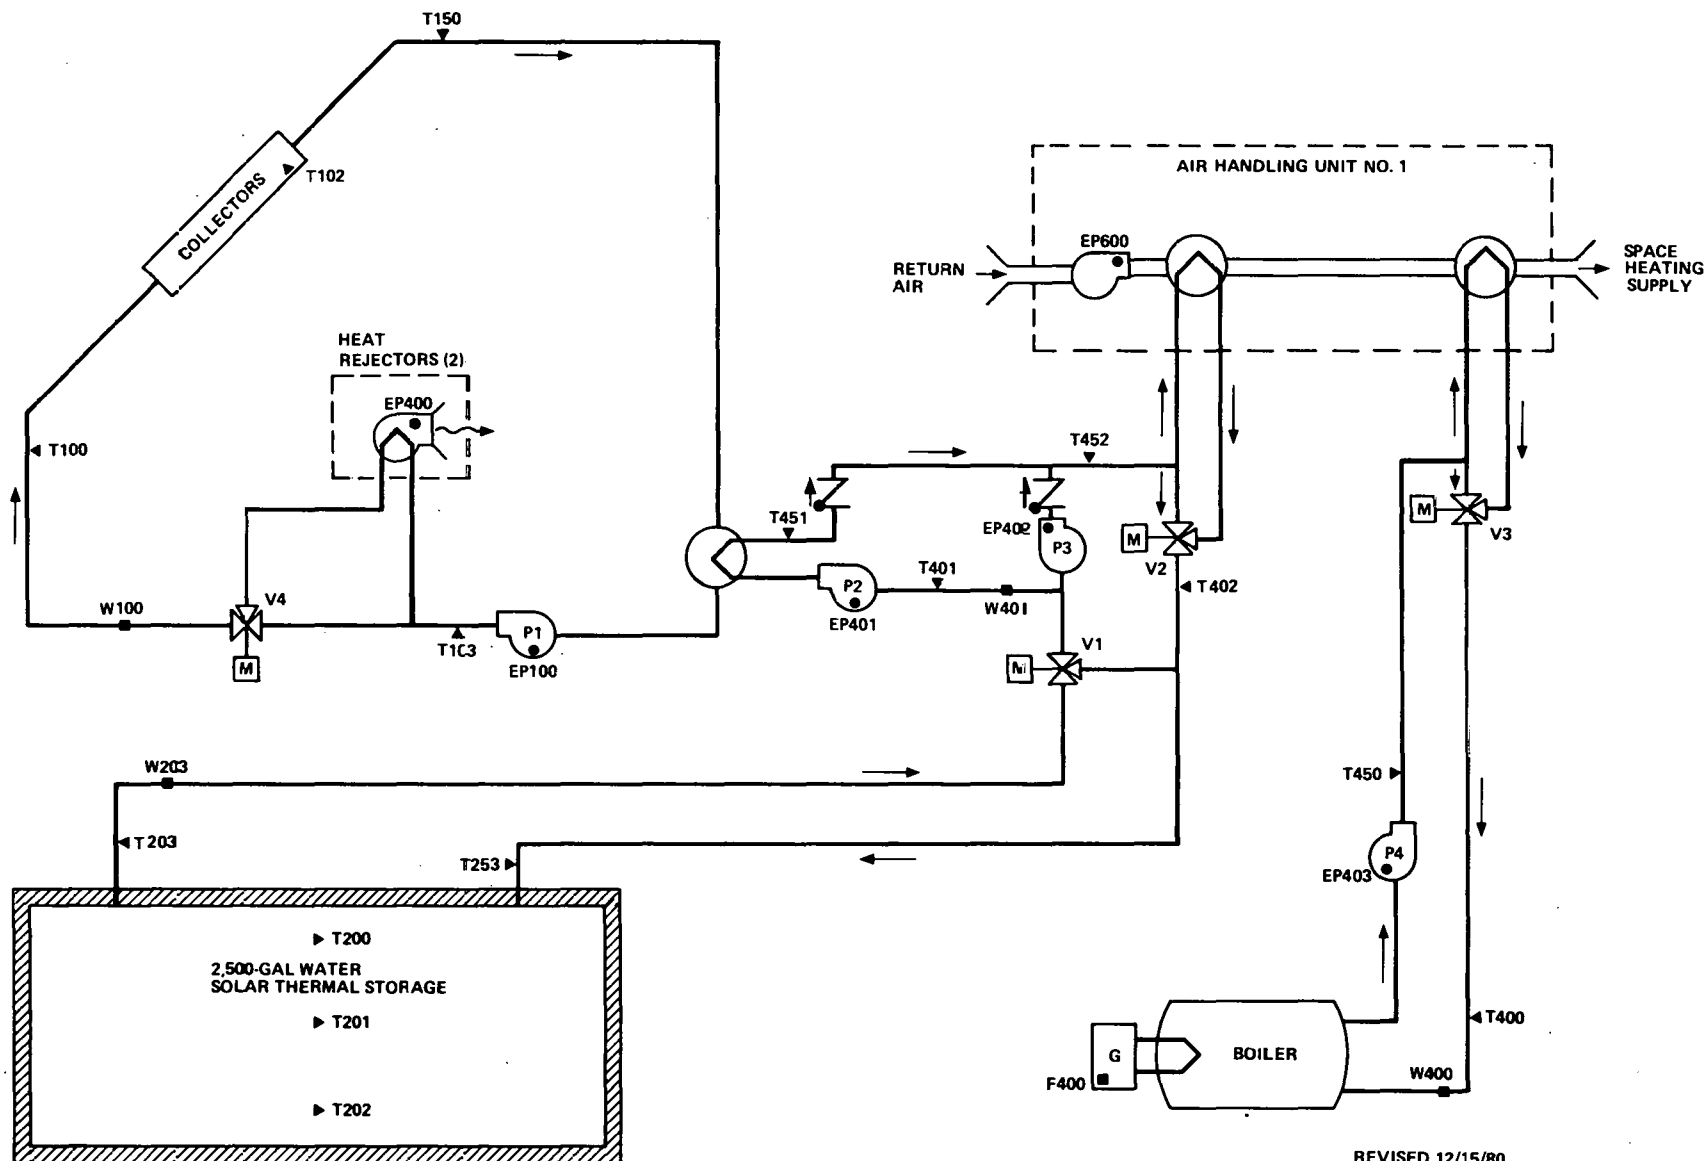 T150
COLLECTORS
T102
AIR HANDLING UNIT NO. 1
EP600
RETURN
AIR
SPACE
HEATING
SUPPLY
HEAT
REJECTORS (2)
EP400
T100
T452
T451
EP402
P3
M
V2
M
V3
W100
V4
M
T103
P1
EP100
P2
EP401
T401
W401
T402
V1
M
W203
T203
T253
T450
P4
EP403
T200
2,500-GAL WATER
SOLAR THERMAL STORAGE
T201
T202
G
F400
BOILER
T400
W400
REVISED 12/15/80